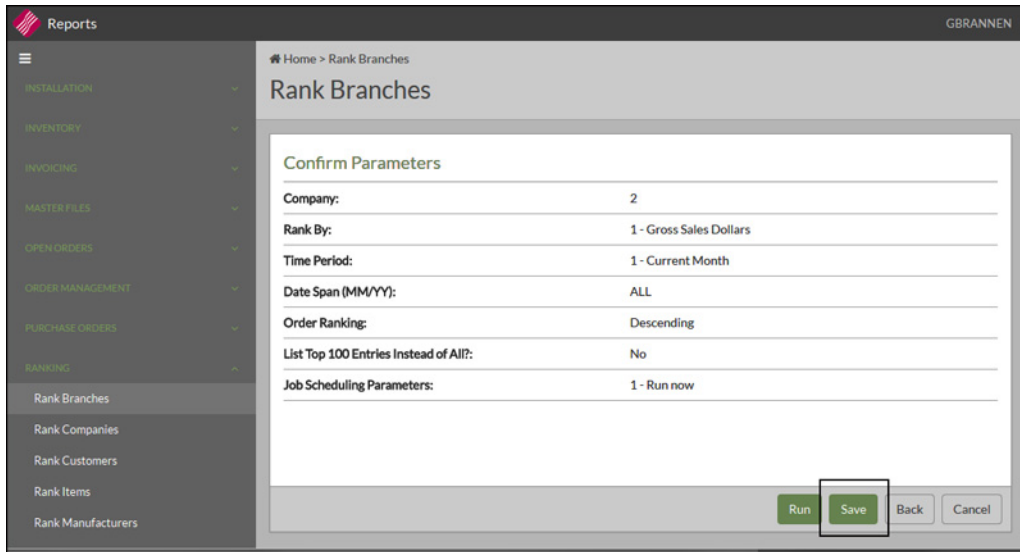 Reports
GBRANNEN
INSTALLATION
INVENTORY
INVOICING
MASTER FILES
OPEN ORDERS
ORDER MANAGEMENT
PURCHASE ORDERS
RANKING
Rank Branches
Rank Companies
Rank Customers
Rank Items
Rank Manufacturers
Home > Rank Branches
Rank Branches
Confirm Parameters
Company: 2
Rank By: 1 - Gross Sales Dollars
Time Period: 1 - Current Month
Date Span (MM/YY): ALL
Order Ranking: Descending
List Top 100 Entries Instead of All?: No
Job Scheduling Parameters: 1 - Run now
Run Save Back Cancel